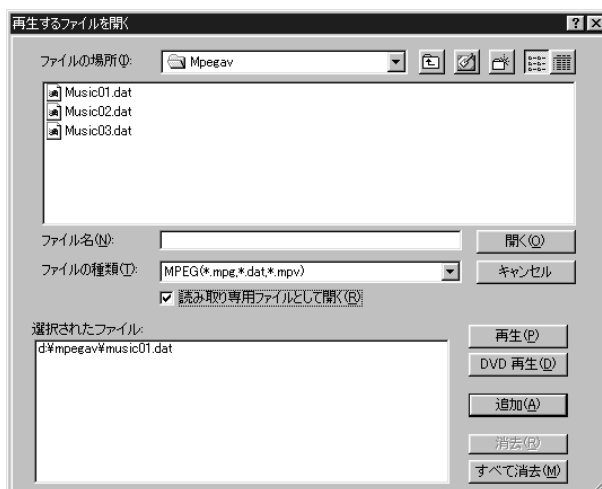 再生するファイルを開く
ファイルの場所(I):
Mpegav
Music01.dat
Music02.dat
Music03.dat
ファイル名(N):
開く(O)
ファイルの種類(T):
MPEG(*.mpg,*.dat,*.mpv)
キャンセル
読み取り専用ファイルとして開く(R)
選択されたファイル:
d:¥mpegav¥music01.dat
再生(P)
DVD 再生(D)
追加(A)
消去(R)
すべて消去(M)